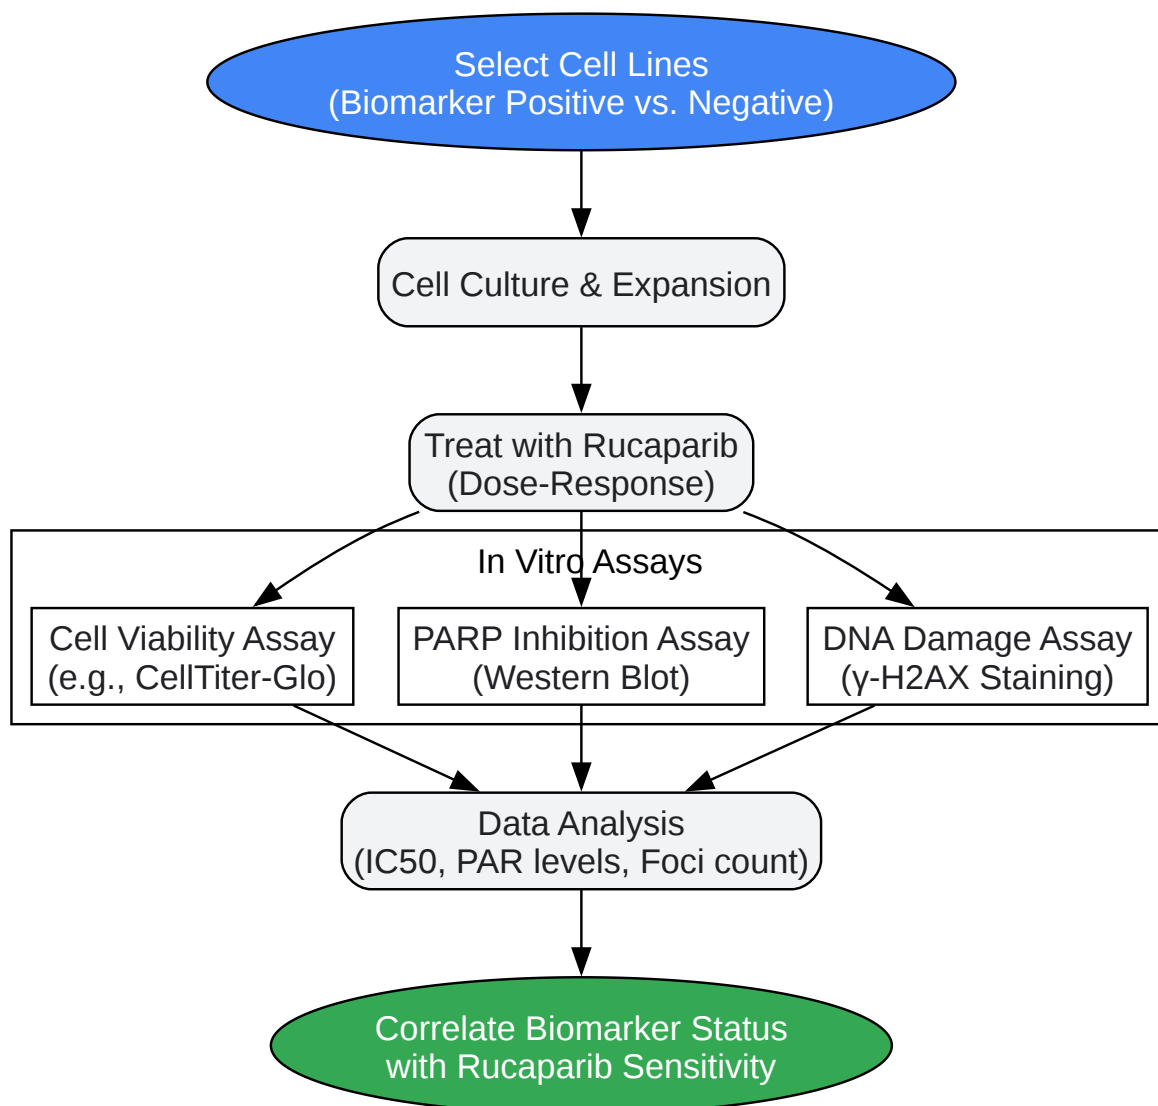 Select Cell Lines
(Biomarker Positive vs. Negative)
Cell Culture & Expansion
Treat with Rucaparib
(Dose-Response)
In Vitro Assays
Cell Viability Assay
(e.g., CellTiter-Glo)
PARP Inhibition Assay
(Western Blot)
DNA Damage Assay
(γ-H2AX Staining)
Data Analysis
(IC50, PAR levels, Foci count)
Correlate Biomarker Status
with Rucaparib Sensitivity